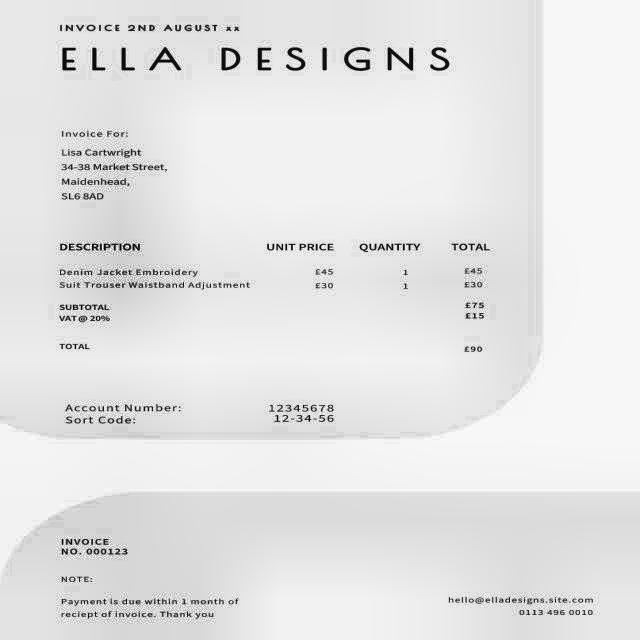 INVOICE 2ND AUGUST xx
ELLA DESIGNS
Invoice For:
Lisa Cartwright
34-38 Market Street,
Maidenhead,
SL6 8AD
DESCRIPTION UNIT PRICE QUANTITY TOTAL
Denim Jacket Embroidery £45 1 £45
Suit Trouser Waistband Adjustment £30 1 £30
SUBTOTAL £75
VAT @ 20% £15
TOTAL £90
Account Number: 12345678
Sort Code: 12-34-56
INVOICE
NO. 000123
NOTE:
Payment is due within 1 month of
reciept of invoice. Thank you
hello@elladesigns.site.com
0113 496 0010